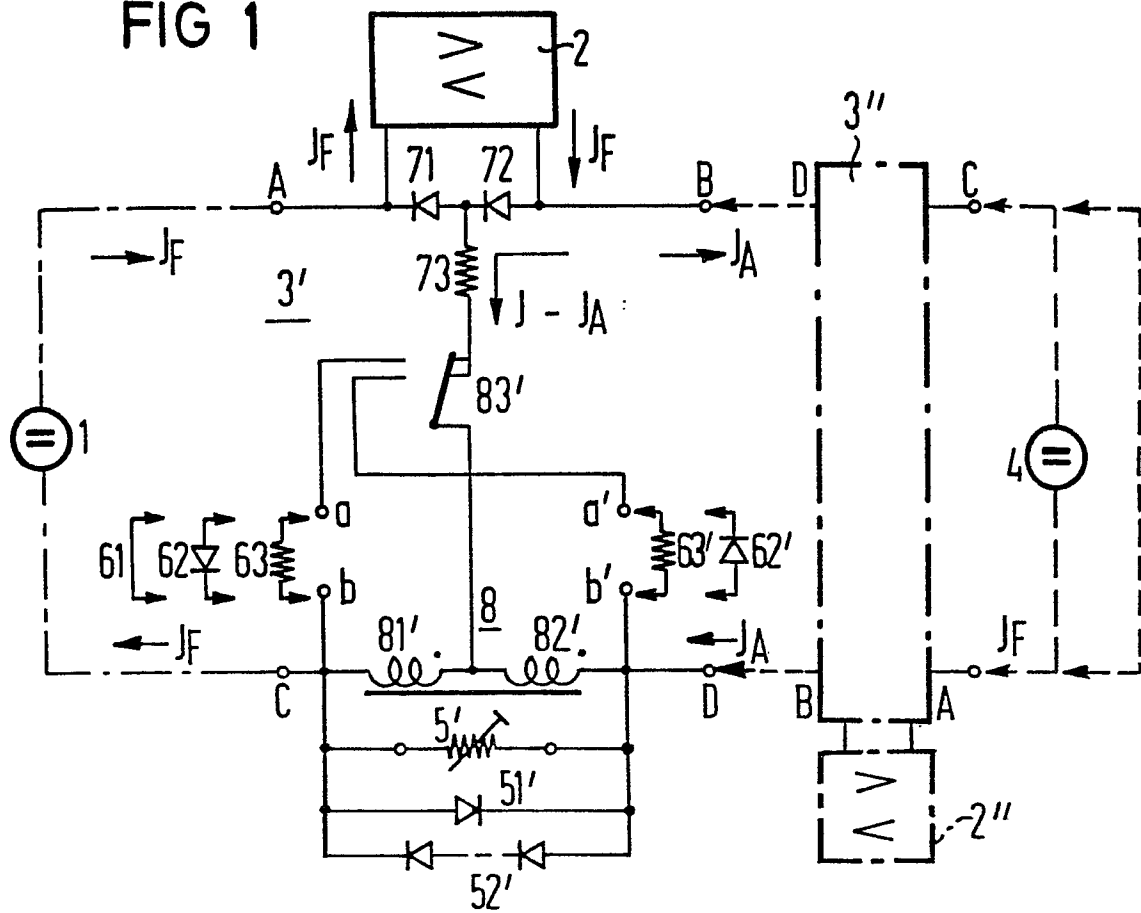 FIG 1
> 2
<
3"
JF JF
71 72
A B D C
JF JA
73
3'
J - JA
83'
1
4
a a'
61 62 63 63' 62'
b b'
8
81' 82'
JF JA JF
C D B A
5'
51'
>
< 2"
52'